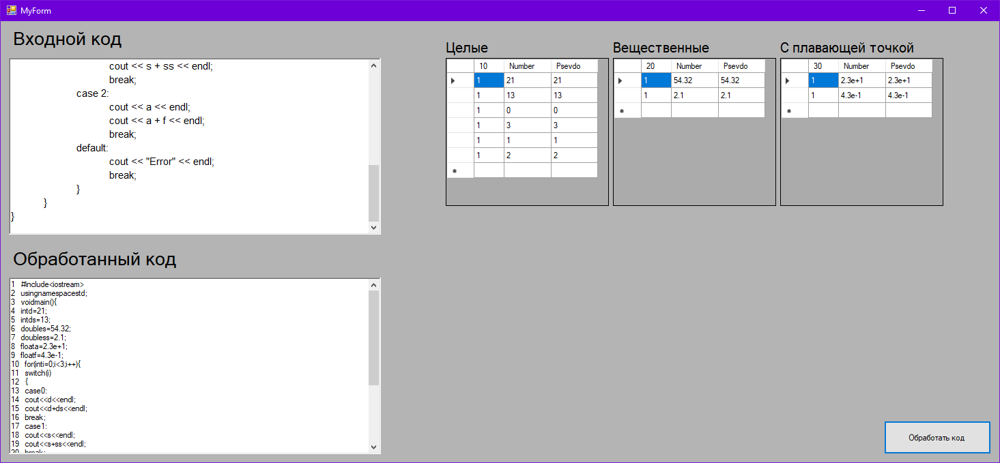 MyForm
Входной код
cout << s + ss << endl;
break;
case 2:
cout << a << endl;
cout << a + f << endl;
break;
default:
cout << "Error" << endl;
break;
}
}
}
Обработанный код
1 #include<iostream>
2 usingnamespacestd;
3 voidmain(){
4 intd=21;
5 intds=13;
6 doubles=54.32;
7 doubless=2.1;
8 floata=2.3e+1;
9 floatf=4.3e-1;
10 for(inti=0;i<3;i++){
11 switch(i)
12 {
13 case0:
14 cout<<d<<endl;
15 cout<<d+ds<<endl;
16 break;
17 case1:
18 cout<<s<<endl;
19 cout<<s+ss<<endl;
20 break;
Целые
10 Number Psevdo
1 21 21
1 13 13
1 0 0
1 3 3
1 1 1
1 2 2
Вещественные
20 Number Psevdo
1 54.32 54.32
1 2.1 2.1
С плавающей точкой
30 Number Psevdo
1 2.3e+1 2.3e+1
1 4.3e-1 4.3e-1
Обработать код